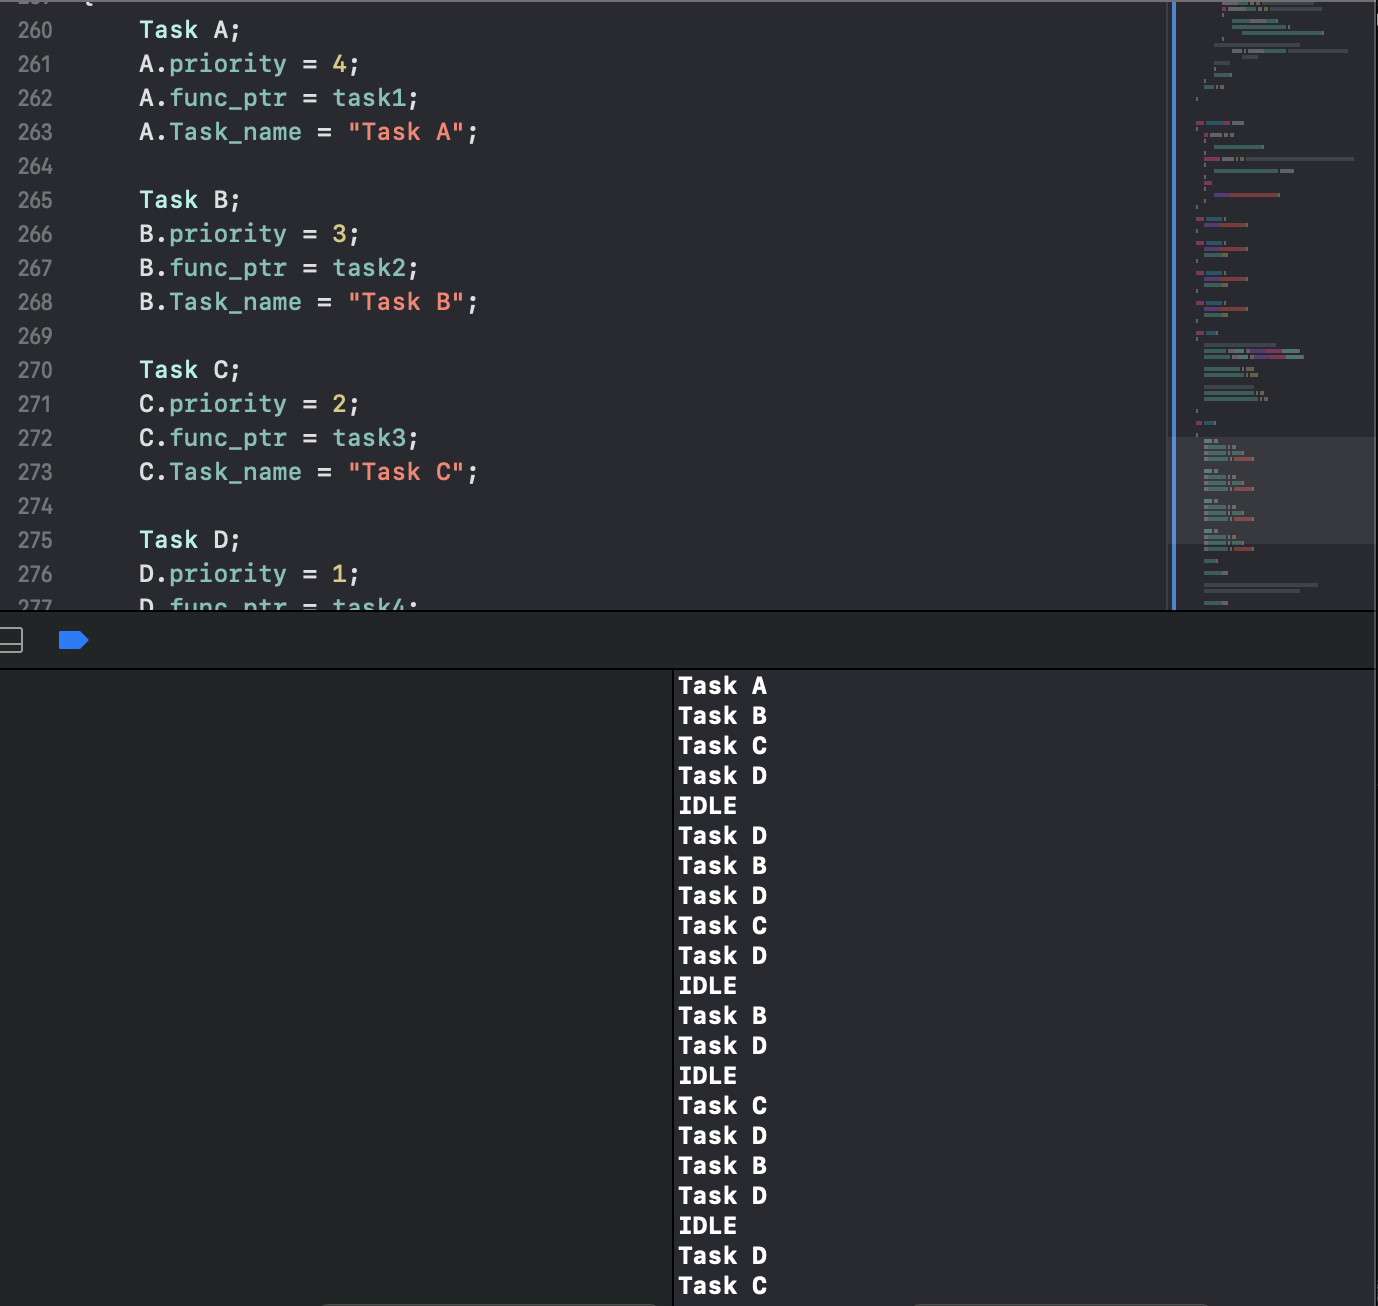 260 Task A;
261 A.priority = 4;
262 A.func_ptr = task1;
263 A.Task_name = "Task A";
264
265 Task B;
266 B.priority = 3;
267 B.func_ptr = task2;
268 B.Task_name = "Task B";
269
270 Task C;
271 C.priority = 2;
272 C.func_ptr = task3;
273 C.Task_name = "Task C";
274
275 Task D;
276 D.priority = 1;
277 D.func_ptr = task4;
Task A
Task B
Task C
Task D
IDLE
Task D
Task B
Task D
Task C
Task D
IDLE
Task B
Task D
IDLE
Task C
Task D
Task B
Task D
IDLE
Task D
Task C